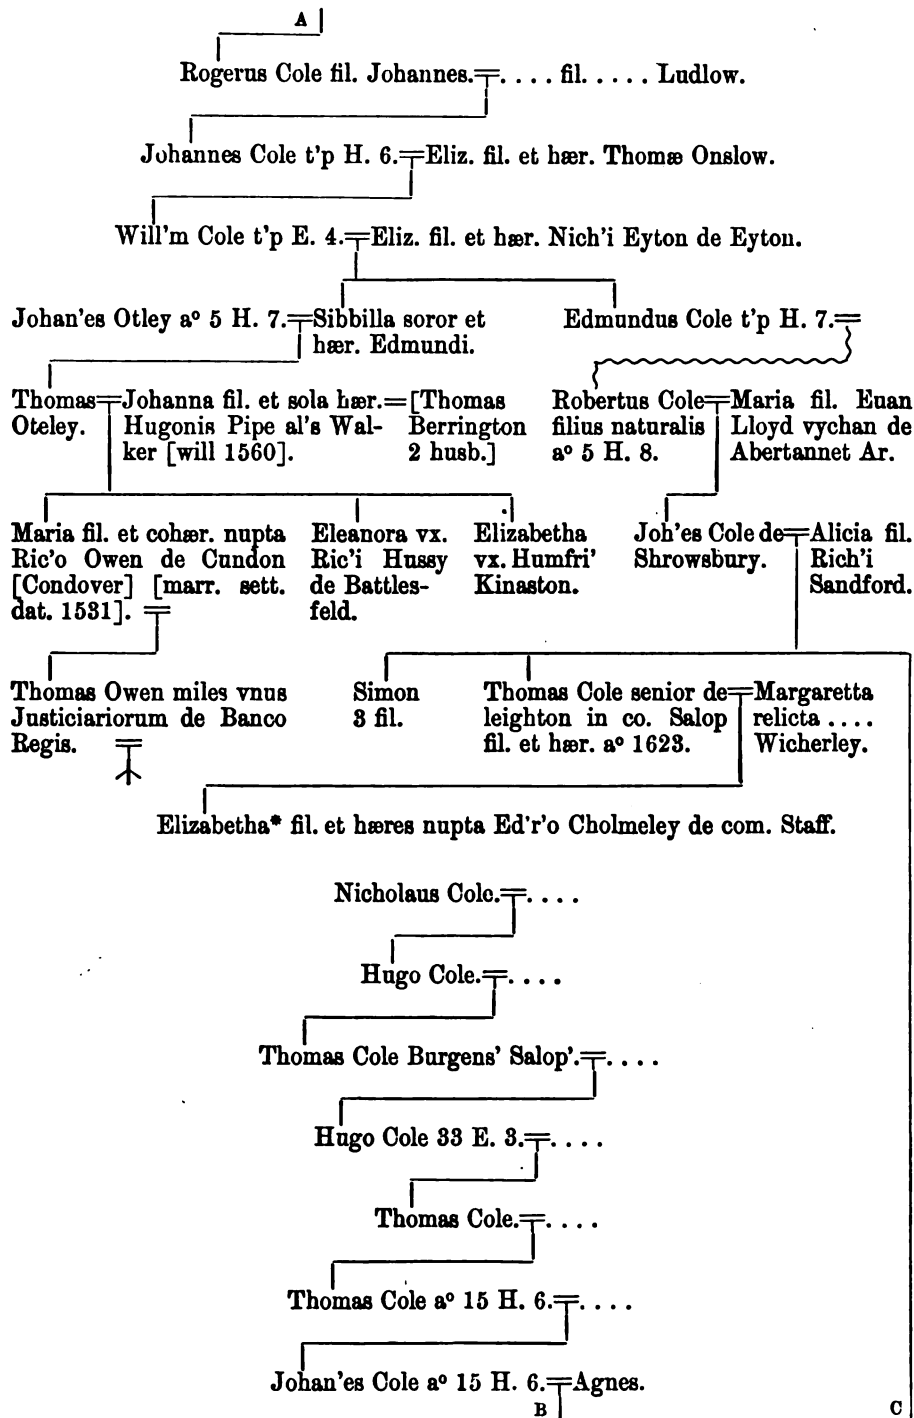 A
Rogerus Cole fil. Johannes. . . . . fil. . . . . . Ludlow.
Johannes Cole t'p H. 6. Eliz. fil. et hær. Thomæ Onslow.
Will'm Cole t'p E. 4. Eliz. fil. et hær. Nich'i Eyton de Eyton.
Johan'es Otley aº 5 H. 7. Sibbilla soror et
hær. Edmundi.
Edmundus Cole t'p H. 7.
Thomas
Oteley.
Johanna fil. et sola hær.
Hugonis Pipe al's Wal-
ker [will 1560].
[Thomas
Berrington
2 husb.]
Robertus Cole
filius naturalis
aº 5 H. 8.
Maria fil. Euan
Lloyd vychan de
Abertannet Ar.
Maria fil. et cohær. nupta
Ric'o Owen de Cundon
[Condover] [marr. sett.
dat. 1531].
Eleanora vx.
Ric'i Hussy
de Battles-
feld.
Elizabetha
vx. Humfri'
Kinaston.
Joh'es Cole de
Shrowsbury.
Alicia fil.
Rich'i
Sandford.
Thomas Owen miles vnus
Justiciariorum de Banco
Regis.
Simon
3 fil.
Thomas Cole senior de
leighton in co. Salop
fil. et hær. aº 1623.
Margaretta
relicta . . . .
Wicherley.
Elizabetha* fil. et hæres nupta Ed'r'o Cholmeley de com. Staff.
Nicholaus Cole. . . . .
Hugo Cole. . . . .
Thomas Cole Burgens' Salop'. . . . .
Hugo Cole 33 E. 3. . . . .
Thomas Cole. . . . .
Thomas Cole aº 15 H. 6. . . . .
Johan'es Cole aº 15 H. 6. Agnes.
B
C